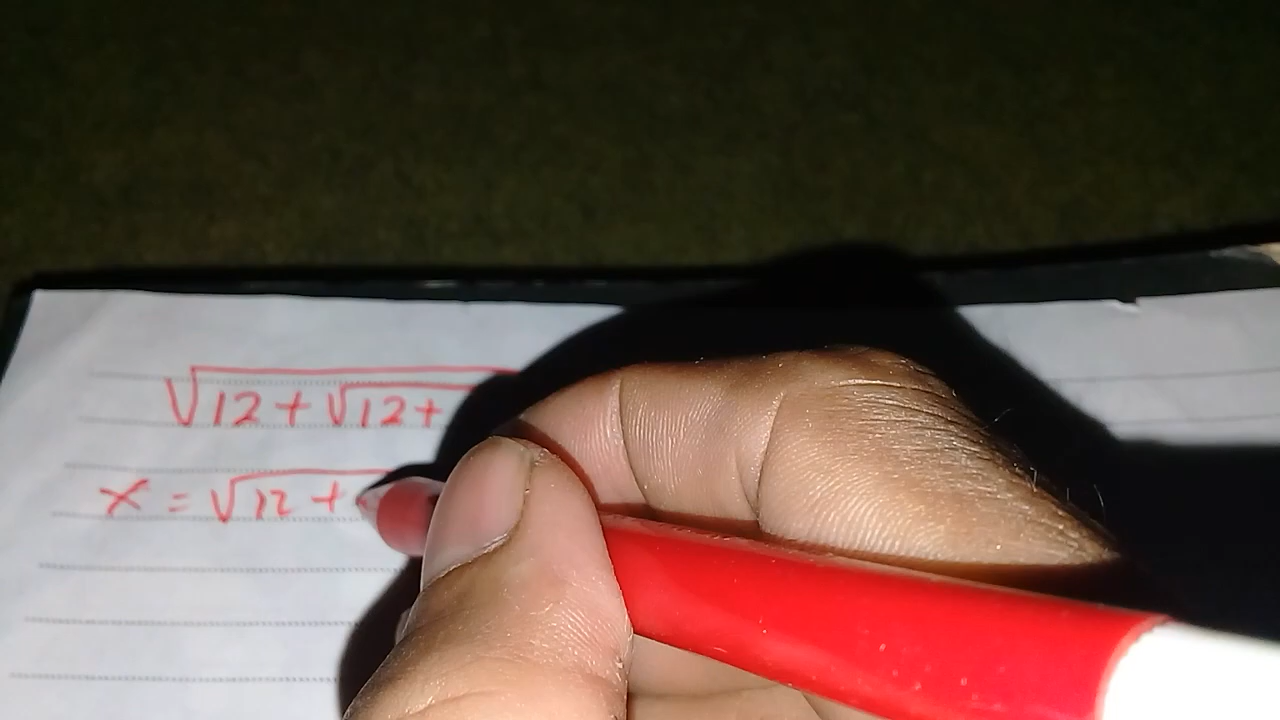 √12+√12+
x = √12+